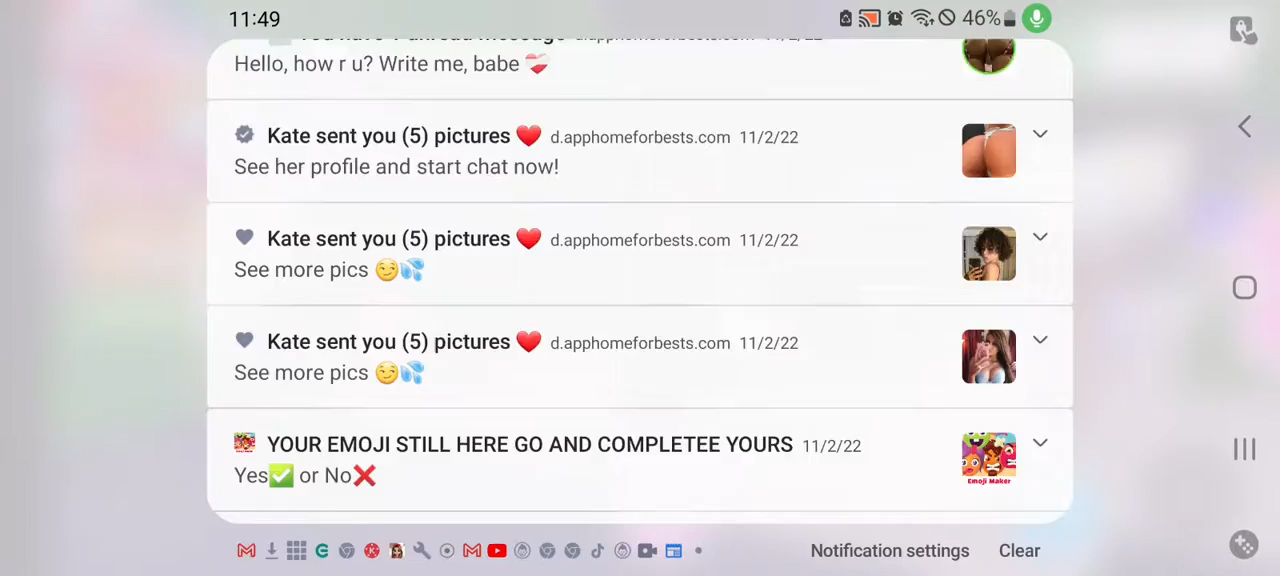 11:49
46%
Hello, how r u? Write me, babe 💝
Kate sent you (5) pictures ❤️ d.apphomeforbests.com 11/2/22
See her profile and start chat now!
Kate sent you (5) pictures ❤️ d.apphomeforbests.com 11/2/22
See more pics 😏💦
Kate sent you (5) pictures ❤️ d.apphomeforbests.com 11/2/22
See more pics 😏💦
YOUR EMOJI STILL HERE GO AND COMPLETEE YOURS 11/2/22
Yes✅ or No❌
Emoji Maker
Notification settings Clear